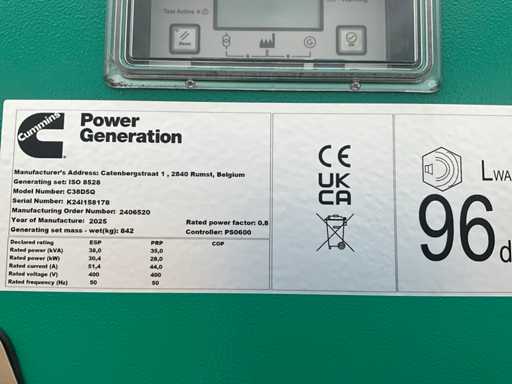 Test Active
Reset
Power
Generation
Cummins
Manufacturer's Address: Catenbergstraat 1 , 2840 Rumst, Belgium
Generating set: ISO 8528
Model Number: C38D5Q
Serial Number: K24I158178
Manufacturing Order Number: 2406520
Year of Manufacture: 2025
Rated power factor: 0.8
Generating set mass - wet(kg): 842
Controller: PS0600
Declared rating ESP PRP COP
Rated power (kVA) 38,0 35,0
Rated power (kW) 30,4 28,0
Rated current (A) 51,4 44,0
Rated voltage (V) 400 400
Rated frequency (Hz) 50 50
CE
UK
CA
LWA
96 d